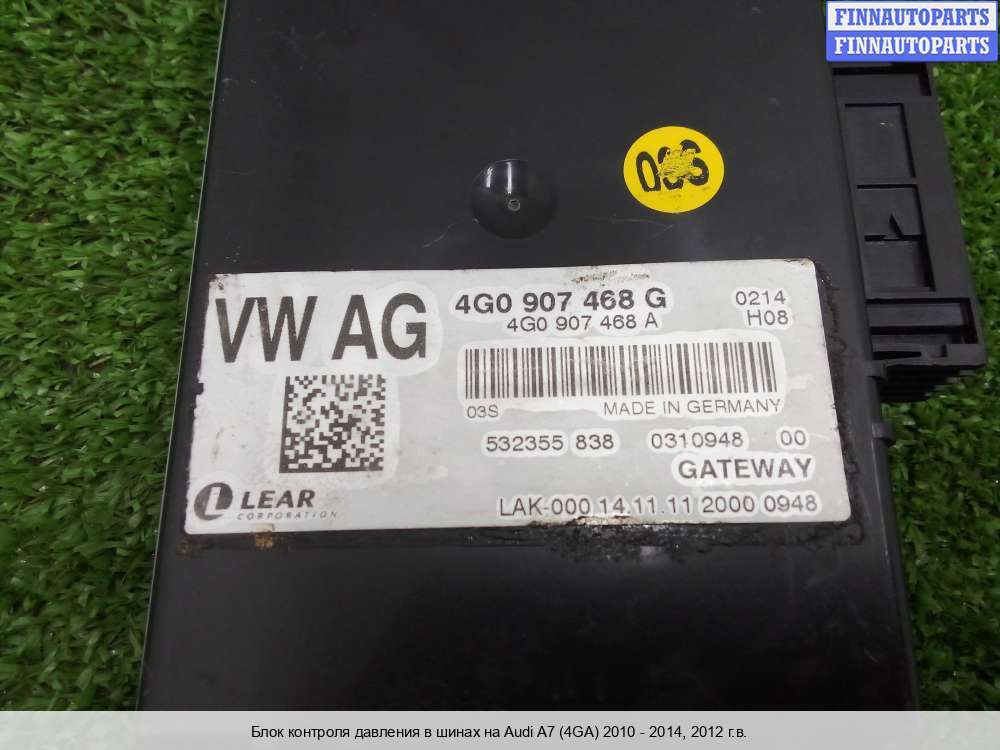 FINNAUTOPARTS
FINNAUTOPARTS
VW AG
4G0 907 468 G
4G0 907 468 A
0214
H08
03S
MADE IN GERMANY
532355 838 0310948 00
GATEWAY
LEAR
CORPORATION
LAK-000 14.11.11 2000 0948
Блок контроля давления в шинах на Audi A7 (4GA) 2010 - 2014, 2012 г.в.